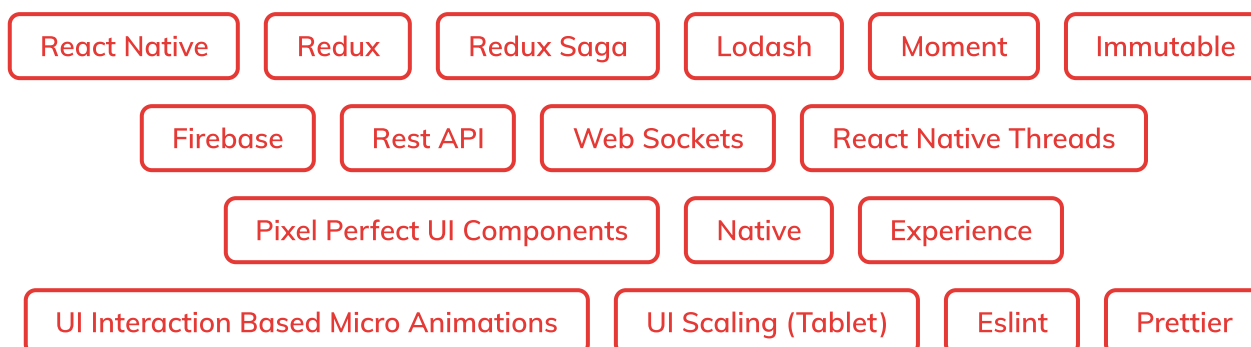 React Native Redux Redux Saga Lodash Moment Immutable
Firebase Rest API Web Sockets React Native Threads
Pixel Perfect UI Components Native Experience
UI Interaction Based Micro Animations UI Scaling (Tablet) Eslint Prettier